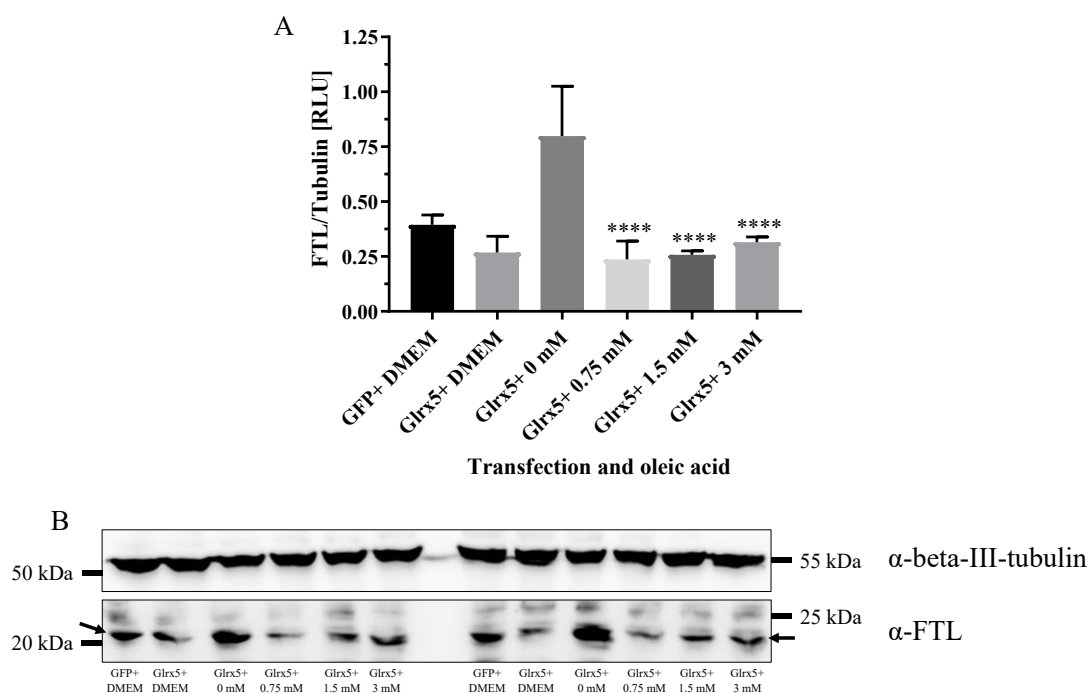 A
FTL/Tubulin [RLU]
1.25
1.00
0.75
0.50
0.25
0.00
****
****
****
GFP+ DMEM
Glrx5+ DMEM
Glrx5+ 0 mM
Glrx5+ 0.75 mM
Glrx5+ 1.5 mM
Glrx5+ 3 mM
Transfection and oleic acid
B
50 kDa
55 kDa
α-beta-III-tubulin
20 kDa
25 kDa
α-FTL
GFP+ Glrx5+ Glrx5+ Glrx5+ Glrx5+ Glrx5+ GFP+ Glrx5+ Glrx5+ Glrx5+ Glrx5+ Glrx5+
DMEM DMEM 0 mM 0.75 mM 1.5 mM 3 mM DMEM DMEM 0 mM 0.75 mM 1.5 mM 3 mM